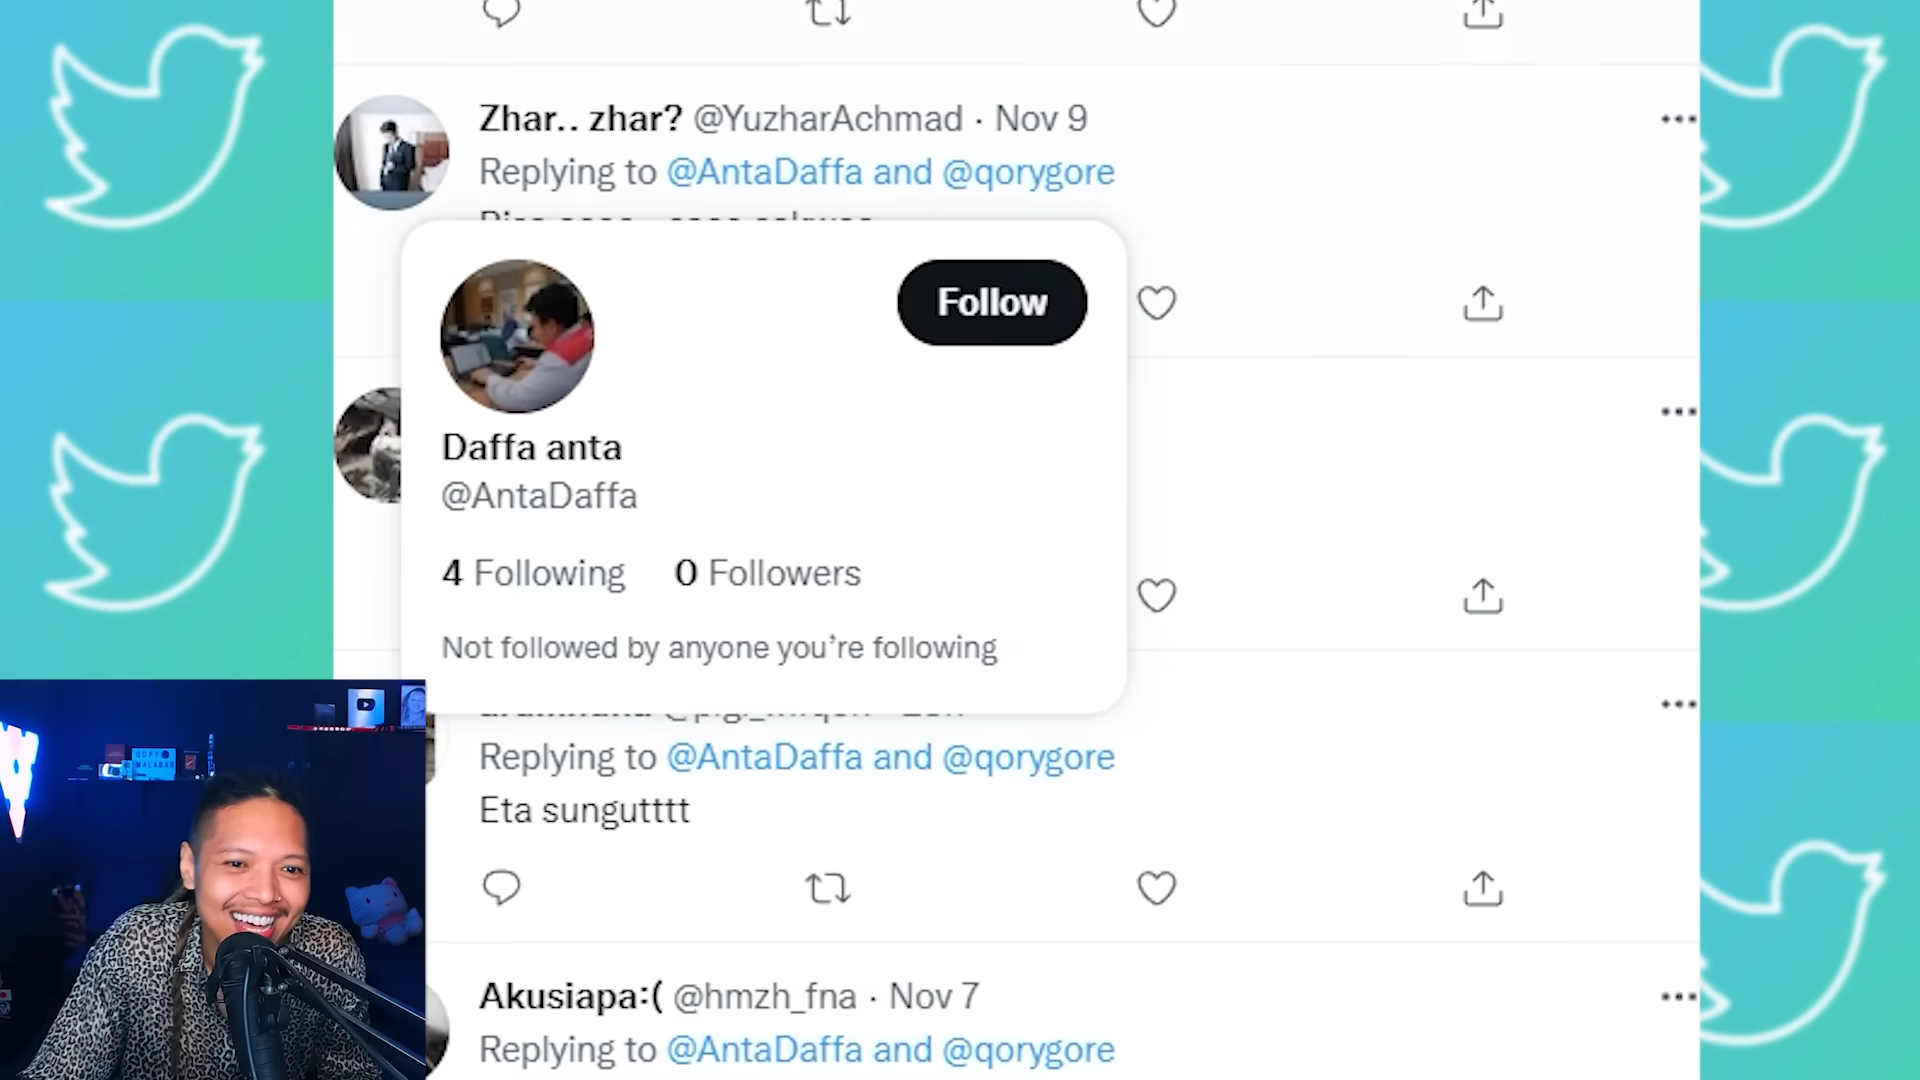 Zhar.. zhar? @YuzharAchmad · Nov 9
Replying to @AntaDaffa and @qorygore
Follow
Daffa anta
@AntaDaffa
4 Following 0 Followers
Not followed by anyone you're following
Replying to @AntaDaffa and @qorygore
Eta sungutttt
Akusiapa:( @hmzh_fna · Nov 7
Replying to @AntaDaffa and @qorygore